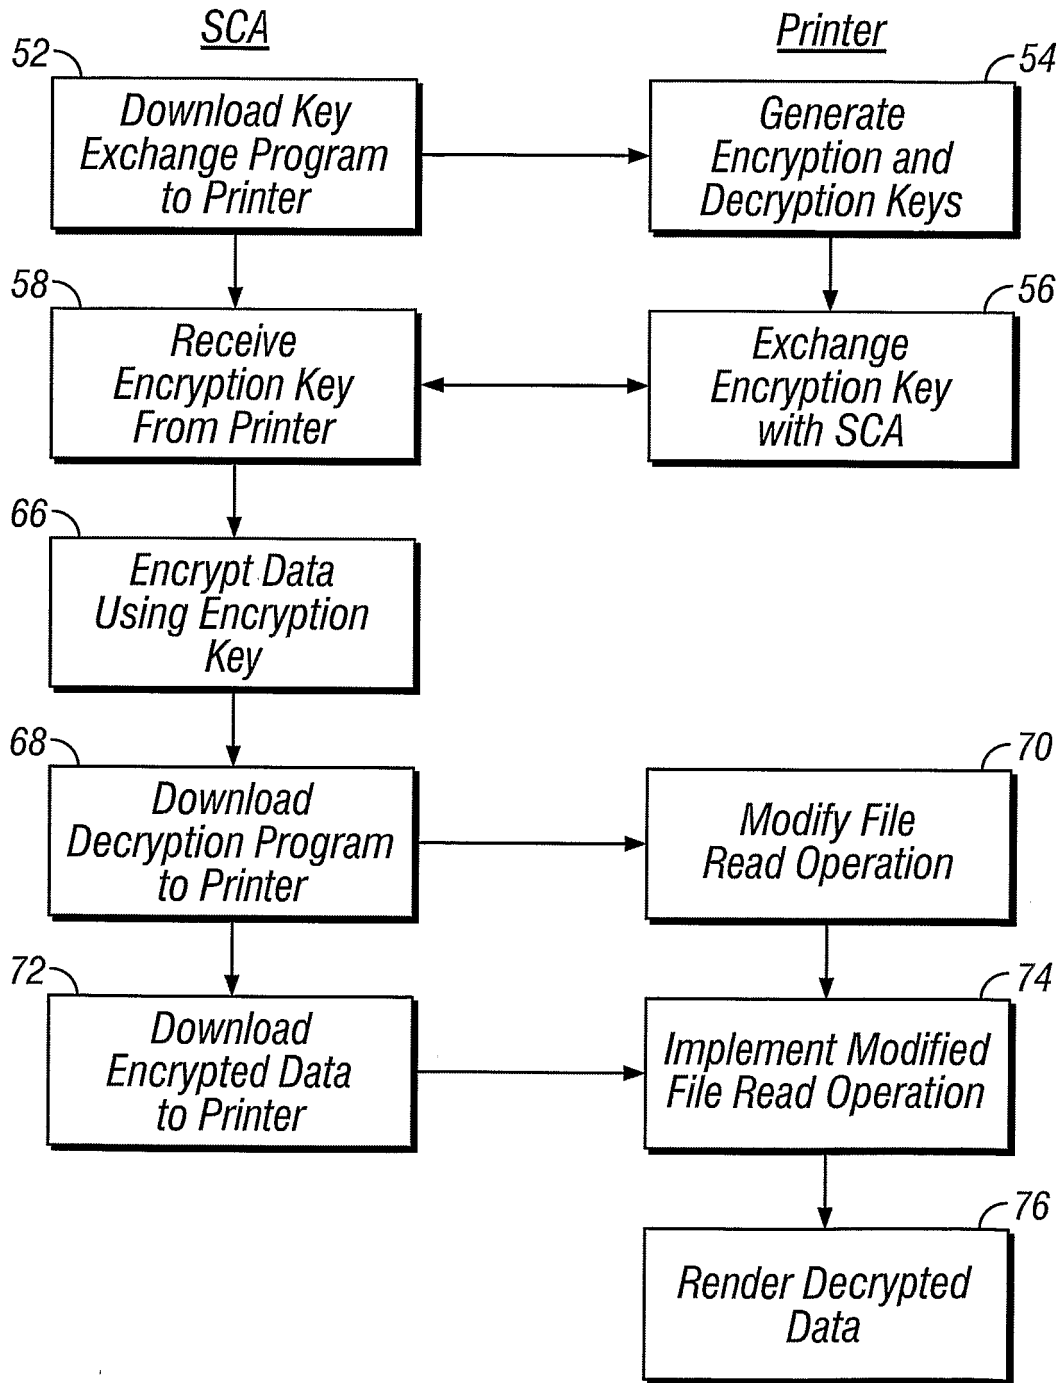 SCA
Printer
52
Download Key
Exchange Program
to Printer
54
Generate
Encryption and
Decryption Keys
58
Receive
Encryption Key
From Printer
56
Exchange
Encryption Key
with SCA
66
Encrypt Data
Using Encryption
Key
68
Download
Decryption Program
to Printer
70
Modify File
Read Operation
72
Download
Encrypted Data
to Printer
74
Implement Modified
File Read Operation
76
Render Decrypted
Data